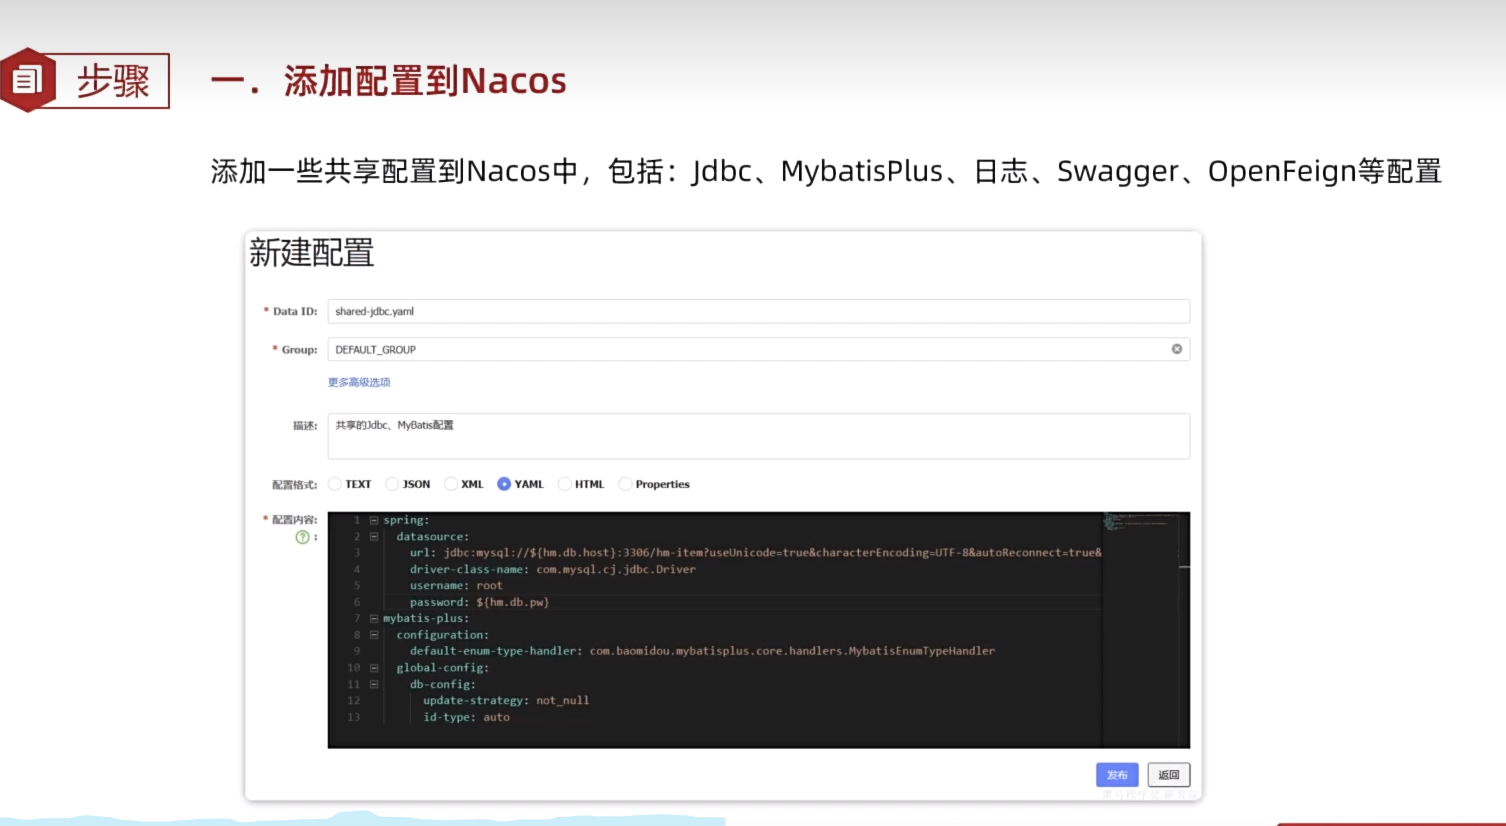 步骤
一. 添加配置到Nacos
添加一些共享配置到Nacos中，包括：Jdbc、MybatisPlus、日志、Swagger、OpenFeign等配置
新建配置
* Data ID: shared-jdbc.yaml
* Group: DEFAULT_GROUP
更多高级选项
描述: 共享的Jdbc、MyBatis配置
配置格式: TEXT JSON XML YAML HTML Properties
* 配置内容: ? :
1 spring:
2 datasource:
3 url: jdbc:mysql://${hm.db.host}:3306/hm-item?useUnicode=true&characterEncoding=UTF-8&autoReconnect=true&
4 driver-class-name: com.mysql.cj.jdbc.Driver
5 username: root
6 password: ${hm.db.pw}
7 mybatis-plus:
8 configuration:
9 default-enum-type-handler: com.baomidou.mybatisplus.core.handlers.MybatisEnumTypeHandler
10 global-config:
11 db-config:
12 update-strategy: not_null
13 id-type: auto
发布 返回